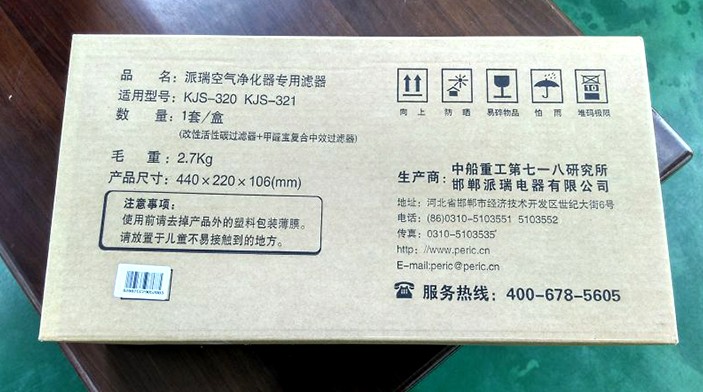 品 名：派瑞空气净化器专用滤器
适用型号：KJS-320 KJS-321
数 量：1套/盒
(改性活性碳过滤器+甲醛宝复合中效过滤器)
毛 重：2.7Kg
产品尺寸：440×220×106(mm)
注意事项：
使用前请去掉产品外的塑料包装薄膜。
请放置于儿童不易接触到的地方。
向上 防晒 易碎物品 怕雨 堆码极限
10
生产商：中船重工第七一八研究所
邯郸派瑞电器有限公司
地址：河北省邯郸市经济技术开发区世纪大街6号
电话：(86)0310-5103551 5103552
传真：0310-5103535
http：//www.peric.cn
E-mail:peric@peric.cn
服务热线：400-678-5605